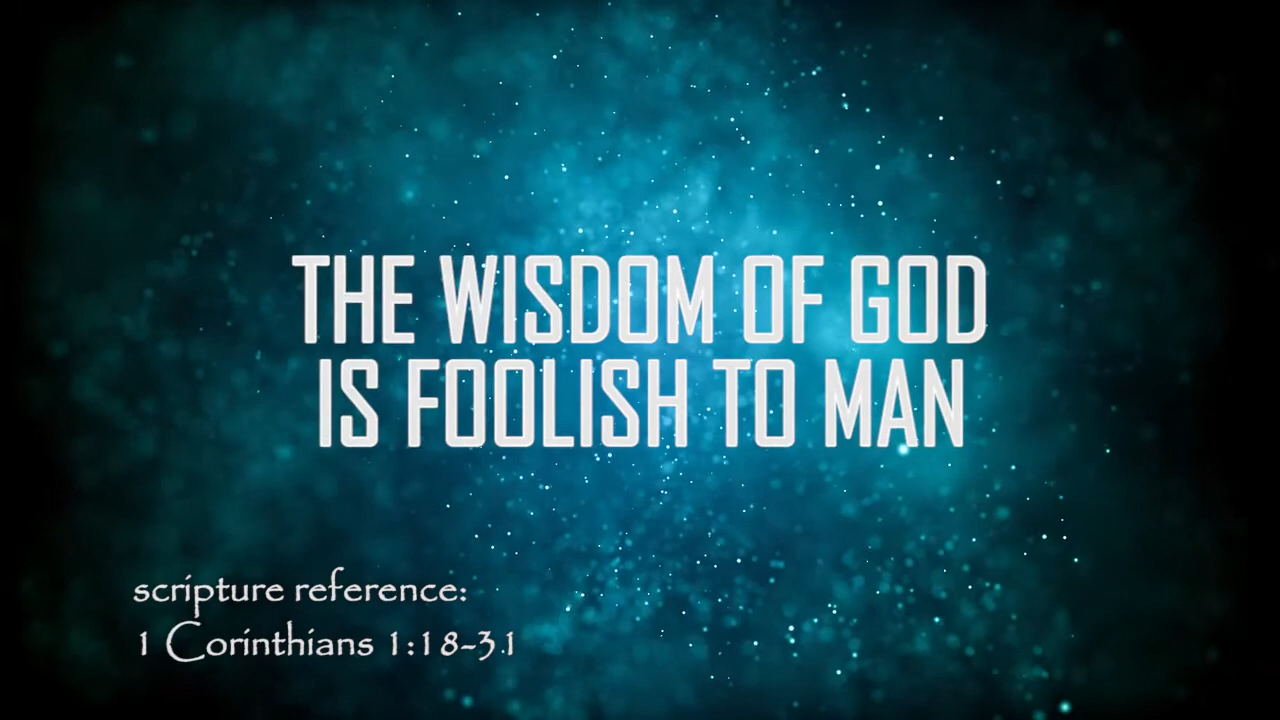 THE WISDOM OF GOD
IS FOOLISH TO MAN
scripture reference:
1 Corinthians 1:18-31